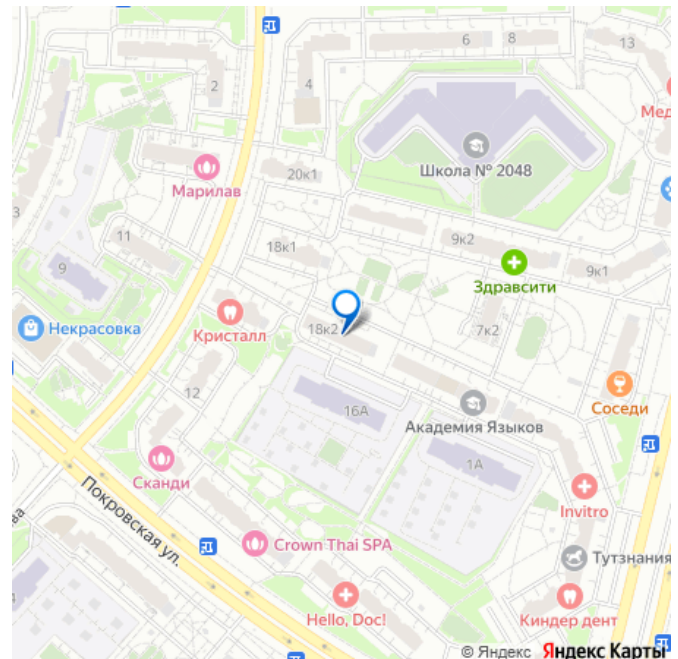 6
8
13
2
4
Мед
Школа № 2048
Марилав
20к1
3
11
18к1
9к2
9
9к1
Здравсити
Некрасовка
Кристалл
18к2
7к2
12
16А
Соседи
Академия Языков
1А
Сканди
Invitro
Покровская ул.
ва
Crown Thai SPA
Тутзнания
Hello, Doc!
Киндер дент
© Яндекс Яндекс Карты